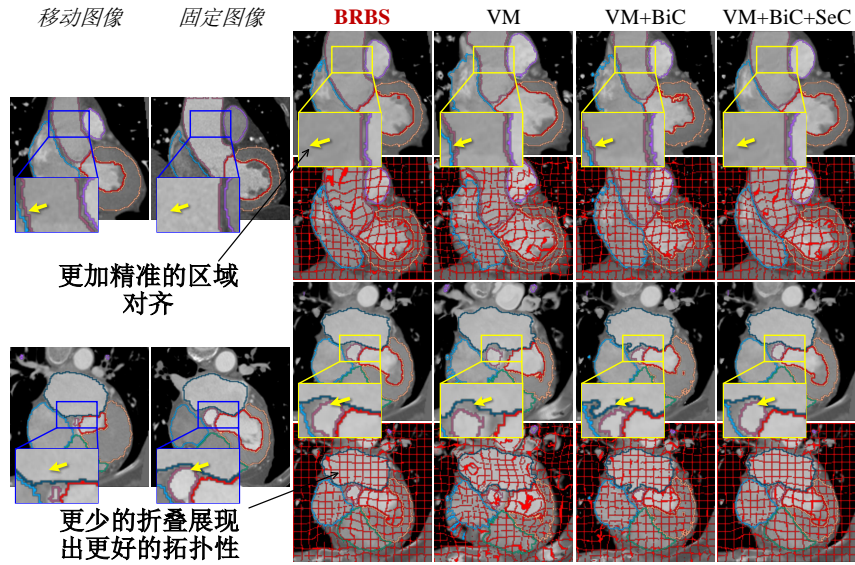 移动图像
固定图像
BRBS
VM
VM+BiC
VM+BiC+SeC
更加精准的区域
对齐
更少的折叠展现
出更好的拓扑性